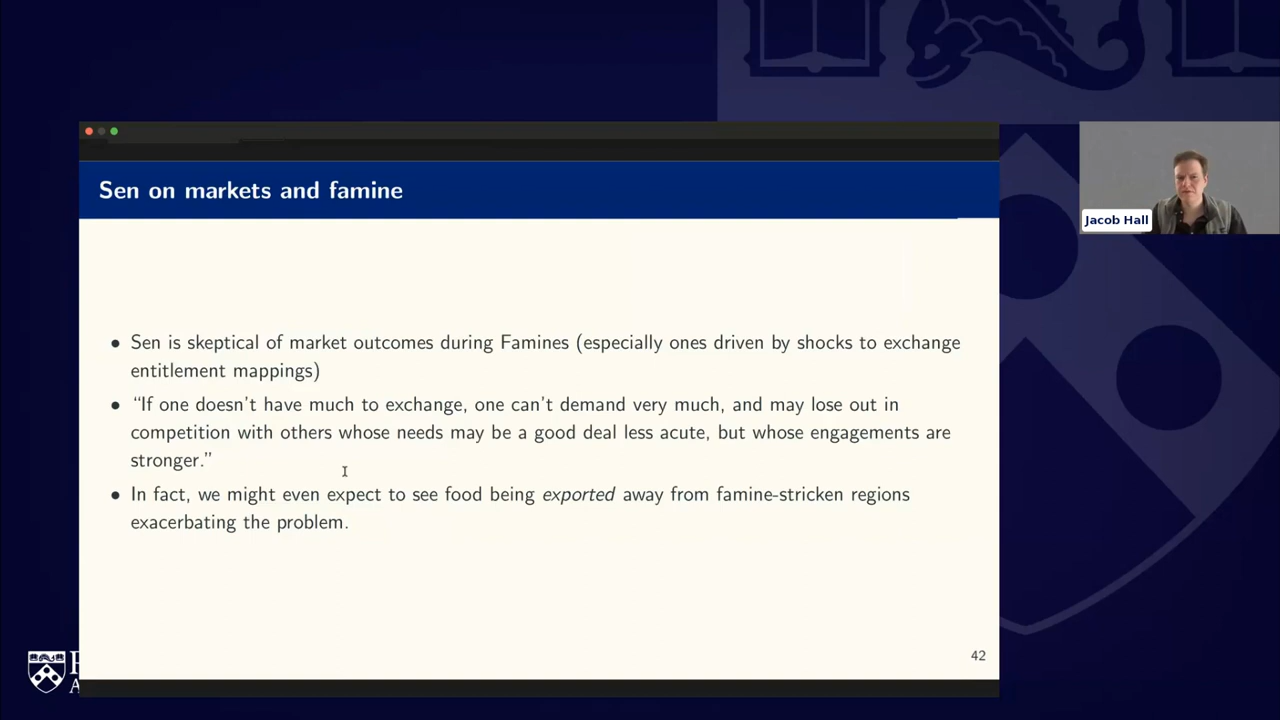 Sen on markets and famine
Jacob Hall
• Sen is skeptical of market outcomes during Famines (especially ones driven by shocks to exchange
entitlement mappings)
• “If one doesn’t have much to exchange, one can’t demand very much, and may lose out in
competition with others whose needs may be a good deal less acute, but whose engagements are
stronger.”
• In fact, we might even expect to see food being exported away from famine-stricken regions
exacerbating the problem.
42